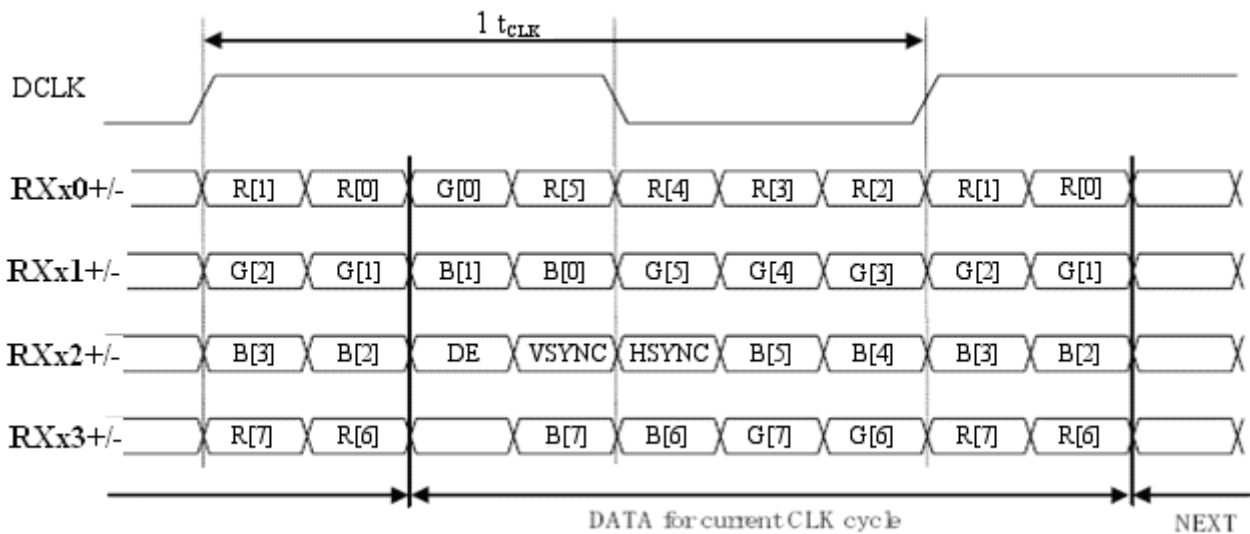 1 tCLK
DCLK
RXx0+/- R[1] R[0] G[0] R[5] R[4] R[3] R[2] R[1] R[0]
RXx1+/- G[2] G[1] B[1] B[0] G[5] G[4] G[3] G[2] G[1]
RXx2+/- B[3] B[2] DE VSYNC HSYNC B[5] B[4] B[3] B[2]
RXx3+/- R[7] R[6] B[7] B[6] G[7] G[6] R[7] R[6]
DATA for current CLK cycle NEXT